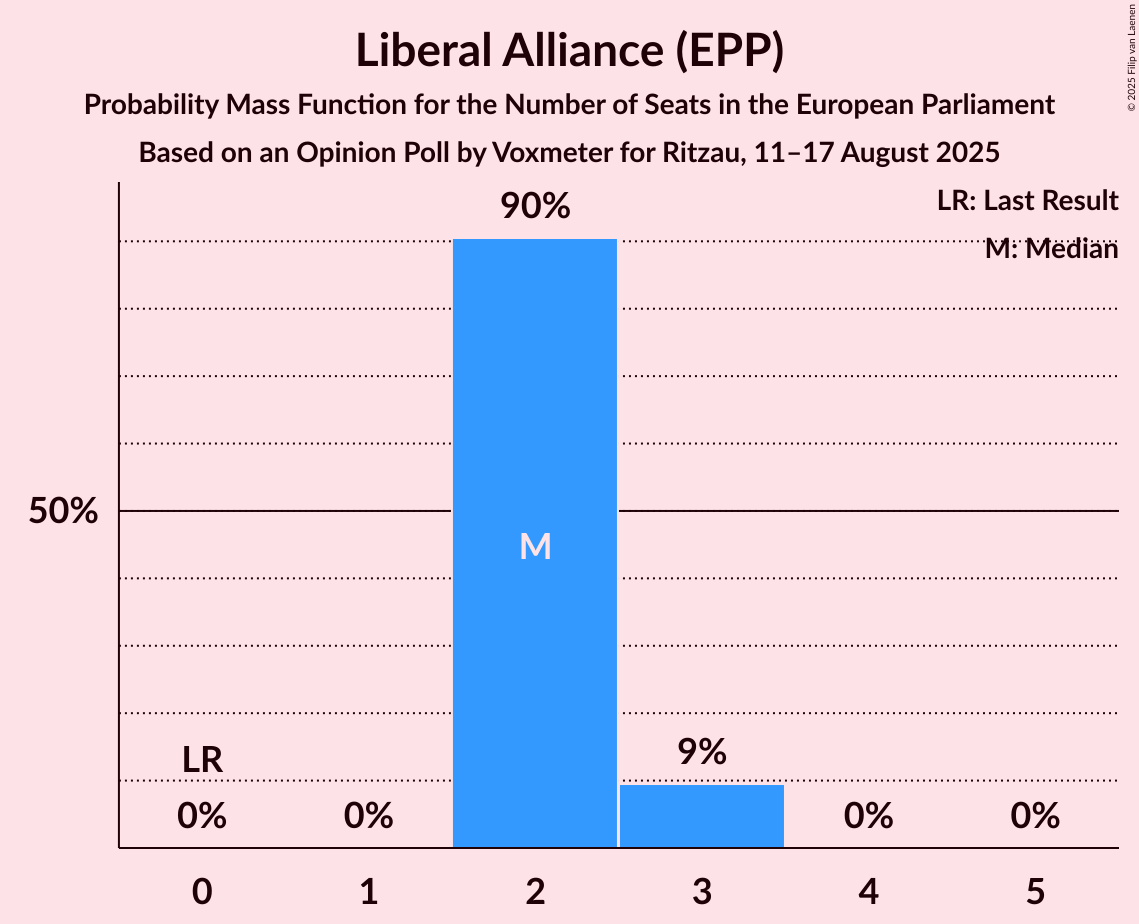 Liberal Alliance (EPP)
Probability Mass Function for the Number of Seats in the European Parliament
Based on an Opinion Poll by Voxmeter for Ritzau, 11–17 August 2025
© 2025 Filip van Laenen
LR: Last Result
M: Median
90%
50%
M
LR
9%
0%
0%
0%
0%
0
1
2
3
4
5